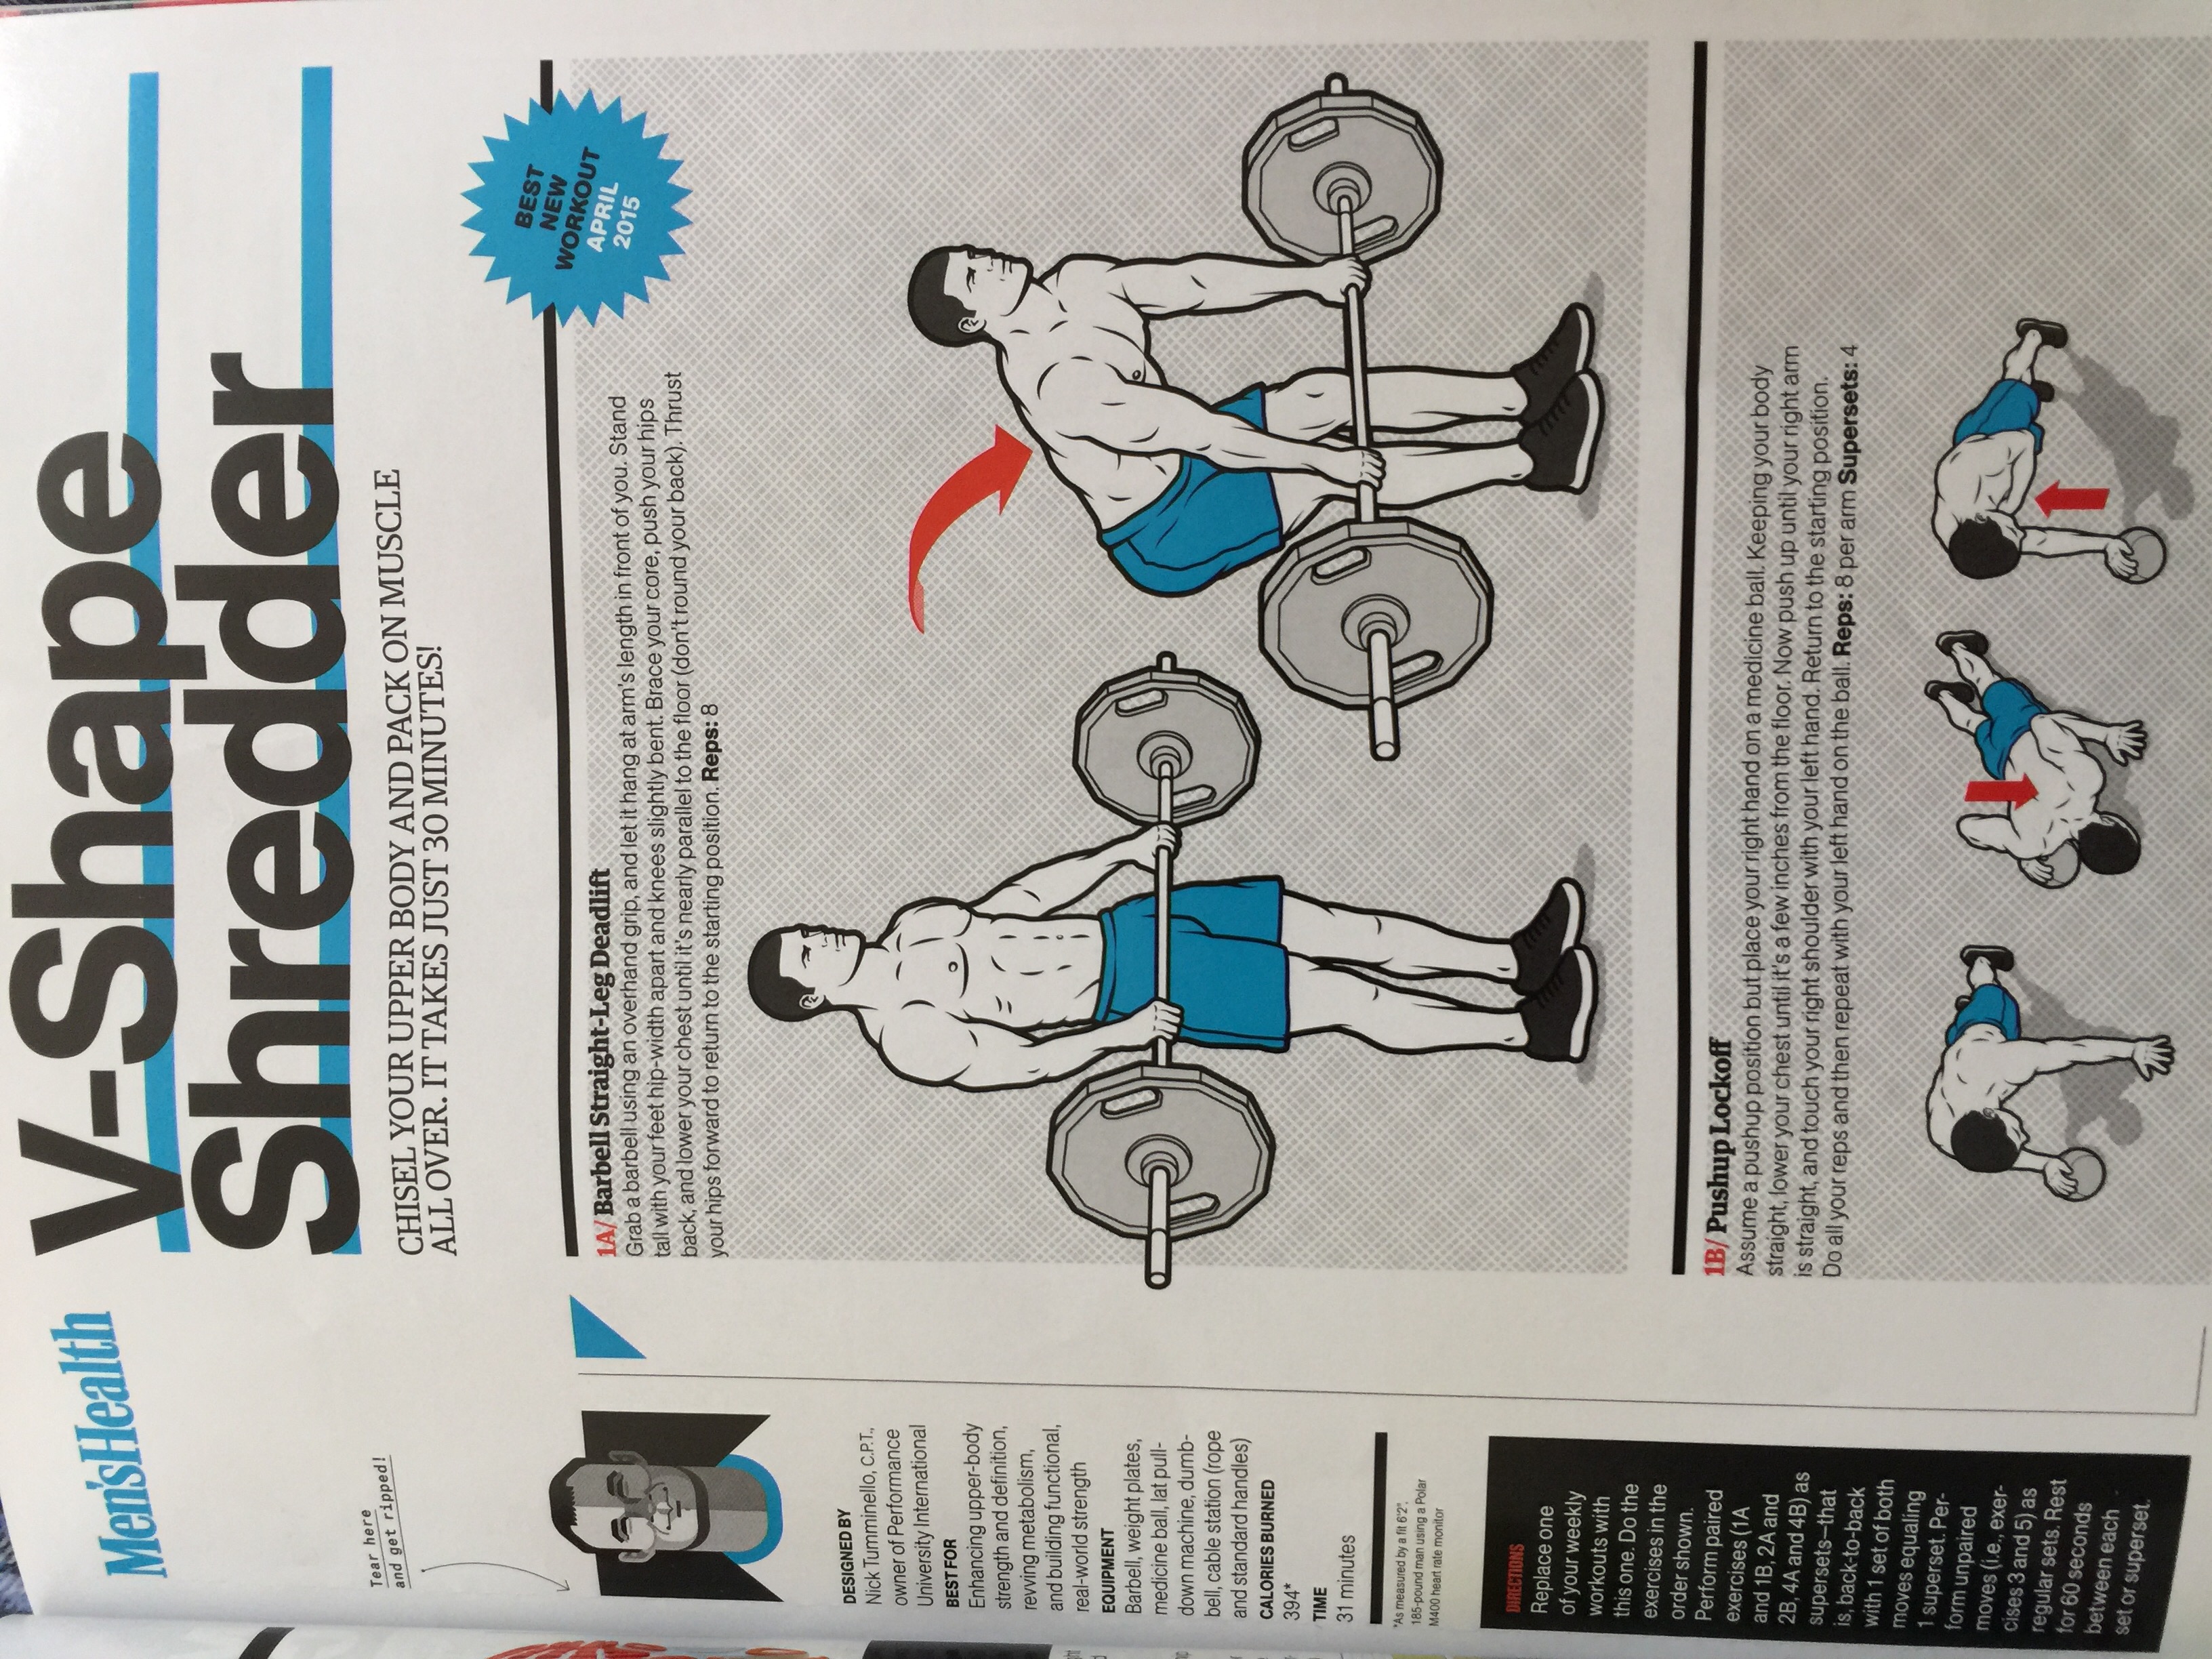 Men'sHealth
V-Shape
Shredder
Tear here
and get ripped!
CHISEL YOUR UPPER BODY AND PACK ON MUSCLE
ALL OVER. IT TAKES JUST 30 MINUTES!
BEST
NEW
WORKOUT
APRIL
2015
DESIGNED BY
Nick Tumminello, C.P.T.,
owner of Performance
University International
BEST FOR
Enhancing upper-body
strength and definition,
revving metabolism,
and building functional,
real-world strength
EQUIPMENT
Barbell, weight plates,
medicine ball, lat pull-
down machine, dumb-
bell, cable station (rope
and standard handles)
CALORIES BURNED
394*
TIME
31 minutes
*As measured by a fit 6'2",
185-pound man using a Polar
M400 heart rate monitor
DIRECTIONS
Replace one
of your weekly
workouts with
this one. Do the
exercises in the
order shown.
Perform paired
exercises (1A
and 1B, 2A and
2B, 4A and 4B) as
supersets—that
is, back-to-back
with 1 set of both
moves equaling
1 superset. Per-
form unpaired
moves (i.e., exer-
cises 3 and 5) as
regular sets. Rest
for 60 seconds
between each
set or superset.
1A/ Barbell Straight-Leg Deadlift
Grab a barbell using an overhand grip, and let it hang at arm's length in front of you. Stand
tall with your feet hip-width apart and knees slightly bent. Brace your core, push your hips
back, and lower your chest until it's nearly parallel to the floor (don't round your back). Thrust
your hips forward to return to the starting position. Reps: 8
1B/ Pushup Lockoff
Assume a pushup position but place your right hand on a medicine ball. Keeping your body
straight, lower your chest until it's a few inches from the floor. Now push up until your right arm
is straight, and touch your right shoulder with your left hand. Return to the starting position.
Do all your reps and then repeat with your left hand on the ball. Reps: 8 per arm Supersets: 4